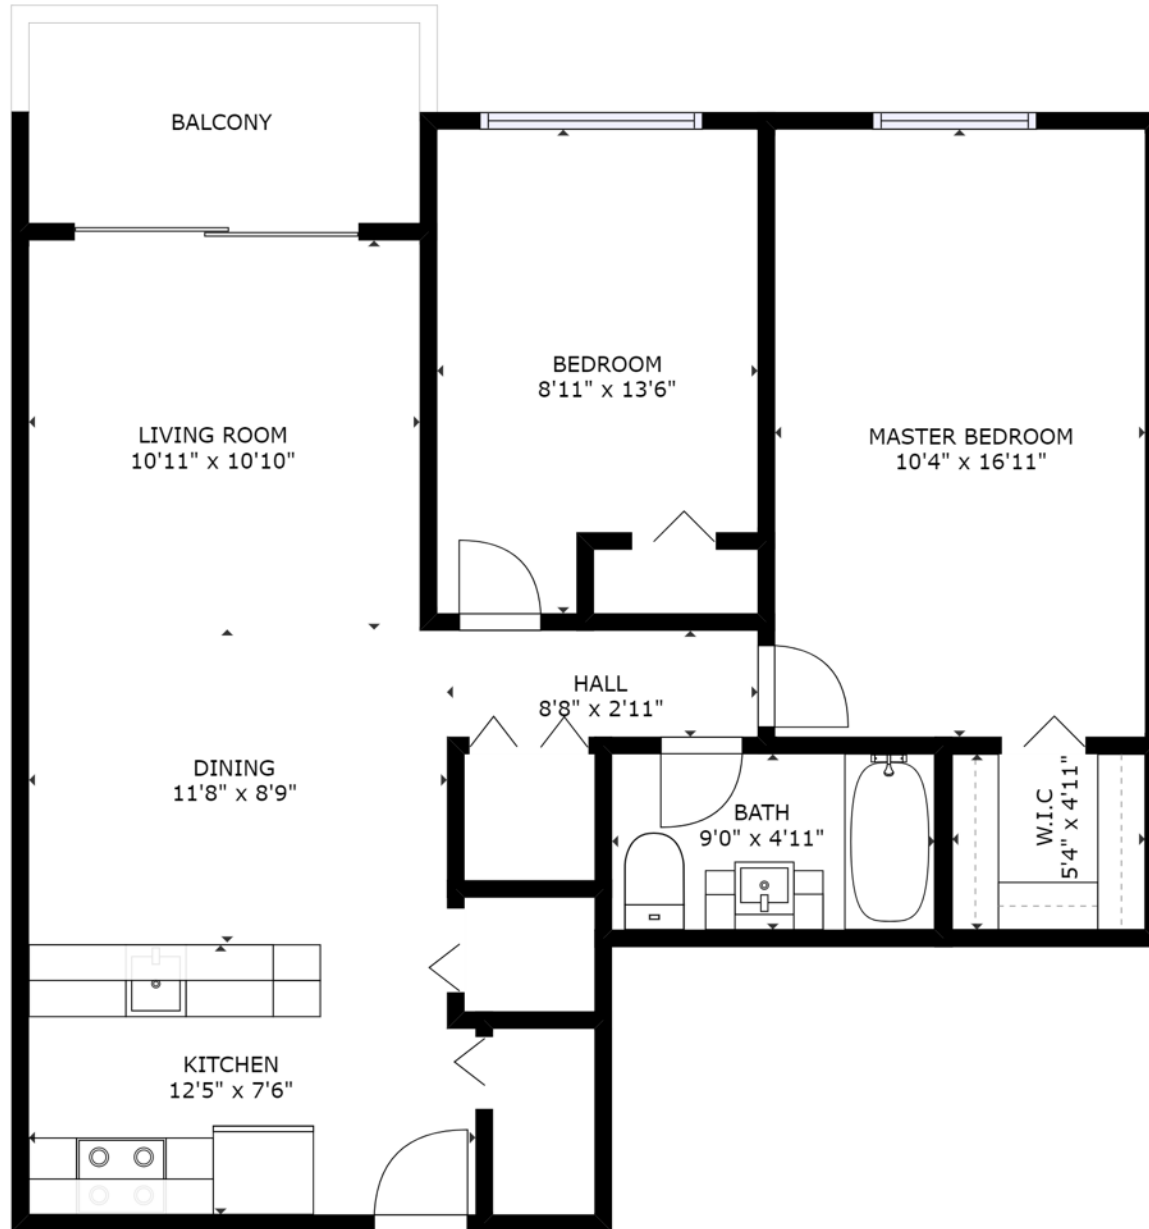 BALCONY
BEDROOM
8'11" x 13'6"
LIVING ROOM
10'11" x 10'10"
MASTER BEDROOM
10'4" x 16'11"
HALL
8'8" x 2'11"
DINING
11'8" x 8'9"
BATH
9'0" x 4'11"
W.I.C
5'4" x 4'11"
KITCHEN
12'5" x 7'6"